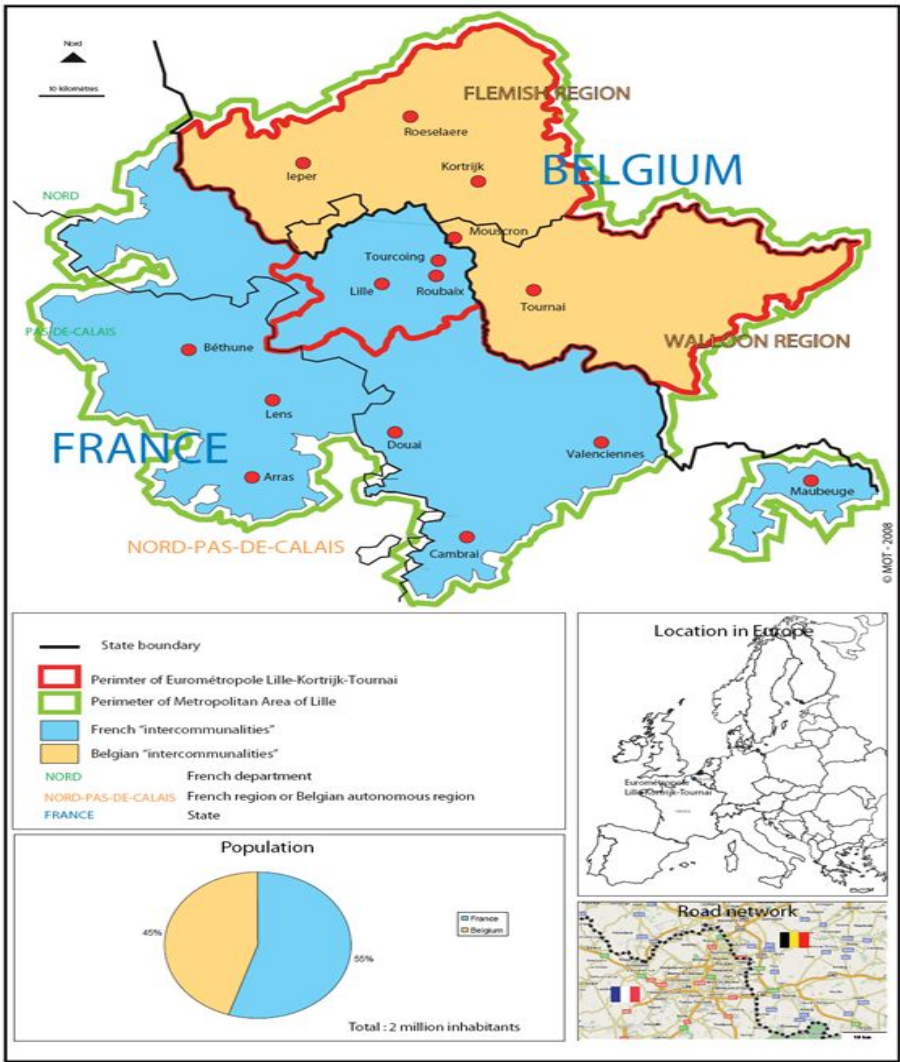 Nord
10 kilomètres
FLEMISH REGION
Roeselaere
BELGIUM
Ieper
Kortrijk
NORD
Mouscron
Tourcoing
Lille
Roubaix
Tournai
PAS-DE-CALAIS
WALLOON REGION
Béthune
Lens
FRANCE
Douai
Valenciennes
Arras
Maubeuge
NORD-PAS-DE-CALAIS
Cambrai
© MOT - 2008
State boundary
Perimter of Eurométropole Lille-Kortrijk-Tournai
Perimeter of Metropolitan Area of Lille
French "intercommunalities"
Belgian "intercommunalities"
NORD French department
NORD-PAS-DE-CALAIS French region or Belgian autonomous region
FRANCE State
Location in Europe
Eurométropole
Lille-Kortrijk-Tournai
Population
45%
55%
France
Belgium
Total : 2 million inhabitants
Road network